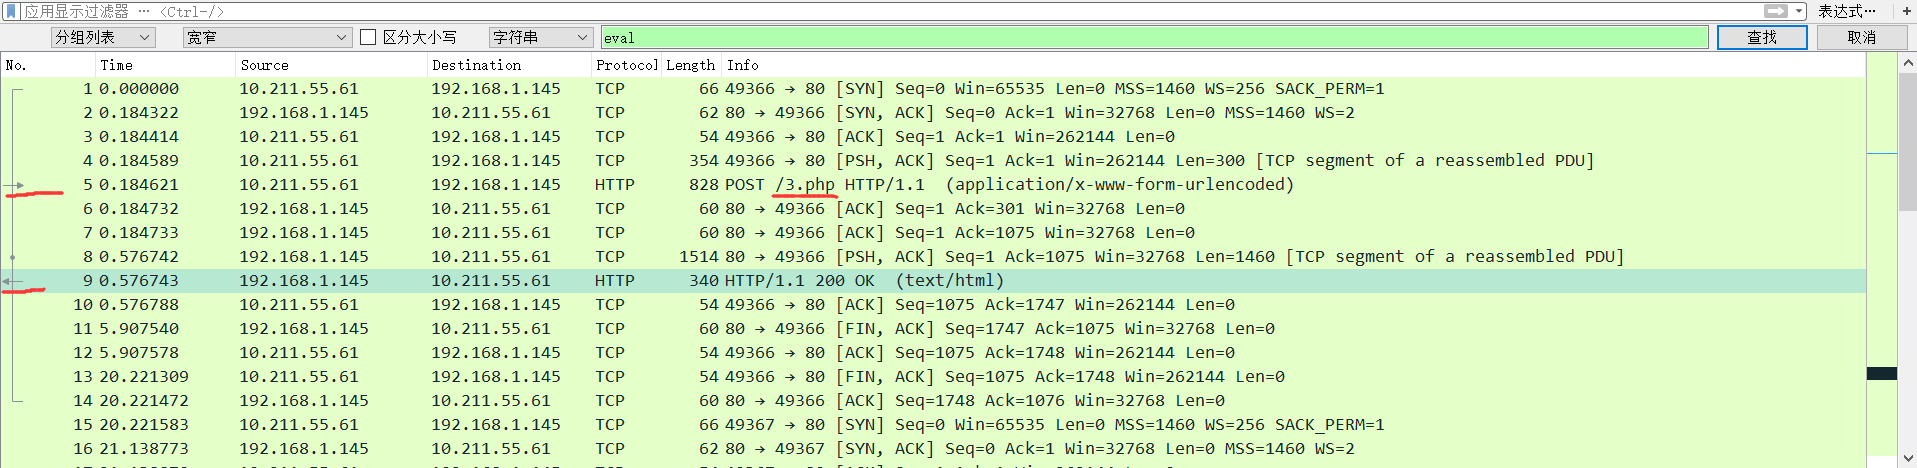 应用显示过滤器 … <Ctrl-/> 表达式… +
分组列表 宽窄 区分大小写 字符串 eval 查找 取消
No. Time Source Destination Protocol Length Info
1 0.000000 10.211.55.61 192.168.1.145 TCP 66 49366 → 80 [SYN] Seq=0 Win=65535 Len=0 MSS=1460 WS=256 SACK_PERM=1
2 0.184322 192.168.1.145 10.211.55.61 TCP 62 80 → 49366 [SYN, ACK] Seq=0 Ack=1 Win=32768 Len=0 MSS=1460 WS=2
3 0.184414 10.211.55.61 192.168.1.145 TCP 54 49366 → 80 [ACK] Seq=1 Ack=1 Win=262144 Len=0
4 0.184589 10.211.55.61 192.168.1.145 TCP 354 49366 → 80 [PSH, ACK] Seq=1 Ack=1 Win=262144 Len=300 [TCP segment of a reassembled PDU]
5 0.184621 10.211.55.61 192.168.1.145 HTTP 828 POST /3.php HTTP/1.1 (application/x-www-form-urlencoded)
6 0.184732 192.168.1.145 10.211.55.61 TCP 60 80 → 49366 [ACK] Seq=1 Ack=301 Win=32768 Len=0
7 0.184733 192.168.1.145 10.211.55.61 TCP 60 80 → 49366 [ACK] Seq=1 Ack=1075 Win=32768 Len=0
8 0.576742 192.168.1.145 10.211.55.61 TCP 1514 80 → 49366 [PSH, ACK] Seq=1 Ack=1075 Win=32768 Len=1460 [TCP segment of a reassembled PDU]
9 0.576743 192.168.1.145 10.211.55.61 HTTP 340 HTTP/1.1 200 OK (text/html)
10 0.576788 10.211.55.61 192.168.1.145 TCP 54 49366 → 80 [ACK] Seq=1075 Ack=1747 Win=262144 Len=0
11 5.907540 192.168.1.145 10.211.55.61 TCP 60 80 → 49366 [FIN, ACK] Seq=1747 Ack=1075 Win=32768 Len=0
12 5.907578 10.211.55.61 192.168.1.145 TCP 54 49366 → 80 [ACK] Seq=1075 Ack=1748 Win=262144 Len=0
13 20.221309 10.211.55.61 192.168.1.145 TCP 54 49366 → 80 [FIN, ACK] Seq=1075 Ack=1748 Win=262144 Len=0
14 20.221472 192.168.1.145 10.211.55.61 TCP 60 80 → 49366 [ACK] Seq=1748 Ack=1076 Win=32768 Len=0
15 20.221583 10.211.55.61 192.168.1.145 TCP 66 49367 → 80 [SYN] Seq=0 Win=65535 Len=0 MSS=1460 WS=256 SACK_PERM=1
16 21.138773 192.168.1.145 10.211.55.61 TCP 62 80 → 49367 [SYN, ACK] Seq=0 Ack=1 Win=32768 Len=0 MSS=1460 WS=2